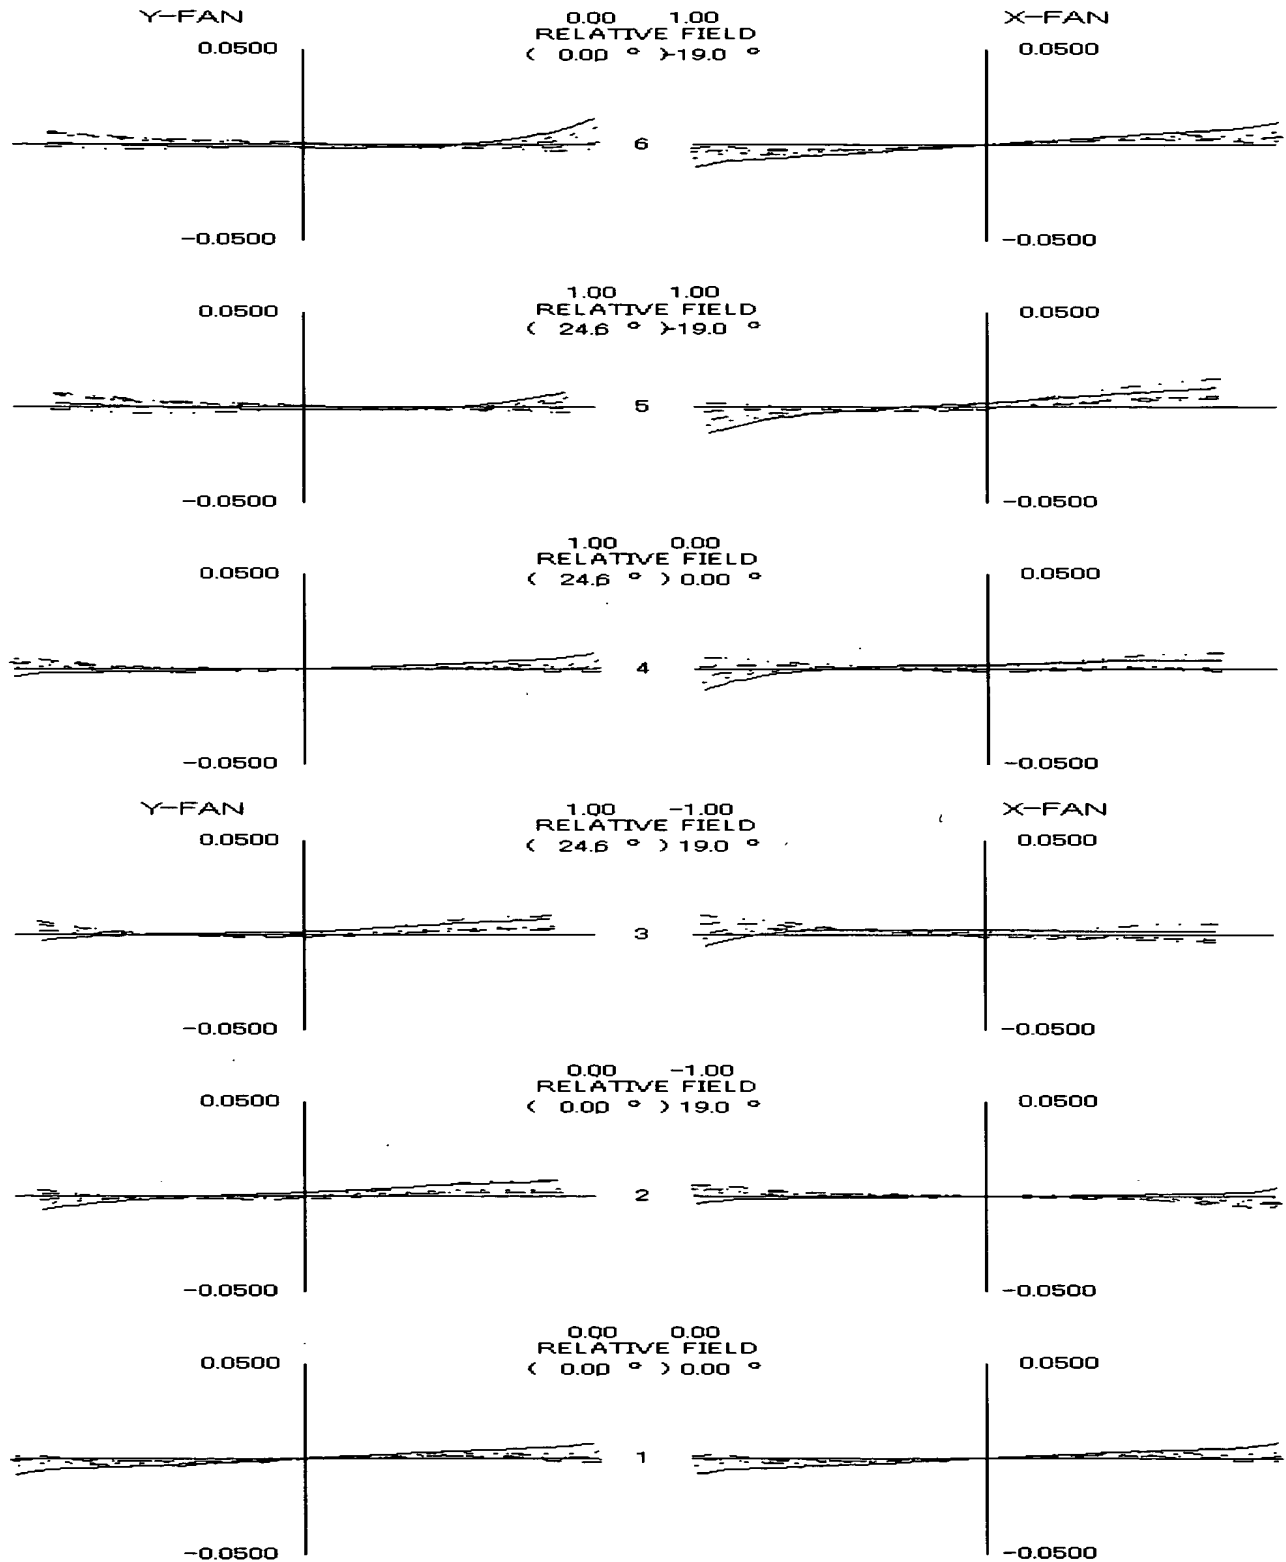 Y-FAN 0.00 1.00 X-FAN
RELATIVE FIELD
0.0500 ( 0.00 ° )-19.0 ° 0.0500
6
-0.0500 -0.0500
1.00 1.00
RELATIVE FIELD
0.0500 ( 24.6 ° )-19.0 ° 0.0500
5
-0.0500 -0.0500
1.00 0.00
RELATIVE FIELD
0.0500 ( 24.6 ° ) 0.00 ° 0.0500
4
-0.0500 -0.0500
Y-FAN 1.00 -1.00 X-FAN
RELATIVE FIELD
0.0500 ( 24.6 ° ) 19.0 ° 0.0500
3
-0.0500 -0.0500
0.00 -1.00
RELATIVE FIELD
0.0500 ( 0.00 ° ) 19.0 ° 0.0500
2
-0.0500 -0.0500
0.00 0.00
RELATIVE FIELD
0.0500 ( 0.00 ° ) 0.00 ° 0.0500
1
-0.0500 -0.0500